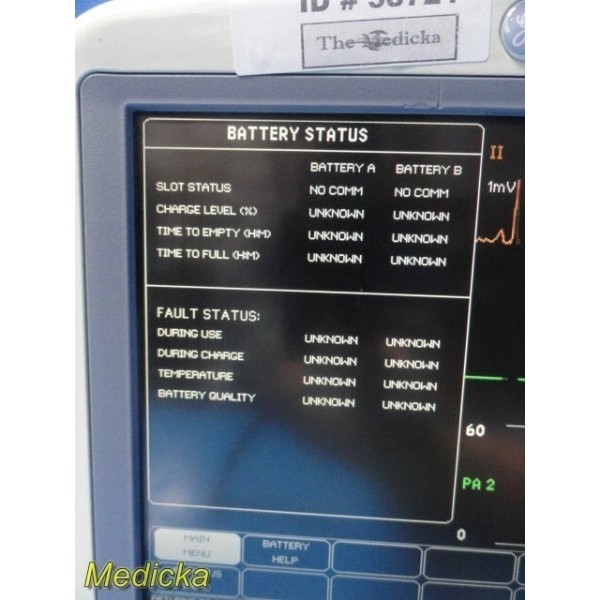 ID # 38721
The Medicka
BATTERY STATUS
BATTERY A BATTERY B
SLOT STATUS NO COMM NO COMM
CHARGE LEVEL (%) UNKNOWN UNKNOWN
TIME TO EMPTY (H:M) UNKNOWN UNKNOWN
TIME TO FULL (H:M) UNKNOWN UNKNOWN
FAULT STATUS:
DURING USE UNKNOWN UNKNOWN
DURING CHARGE UNKNOWN UNKNOWN
TEMPERATURE UNKNOWN UNKNOWN
BATTERY QUALITY UNKNOWN UNKNOWN
II
1mV
60
PA 2
0
MAIN MENU
BATTERY HELP
Medicka